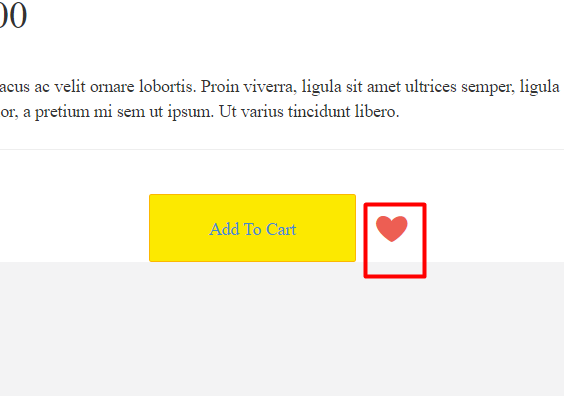 00
acus ac velit ornare lobortis. Proin viverra, ligula sit amet ultrices semper, ligula
or, a pretium mi sem ut ipsum. Ut varius tincidunt libero.
Add To Cart